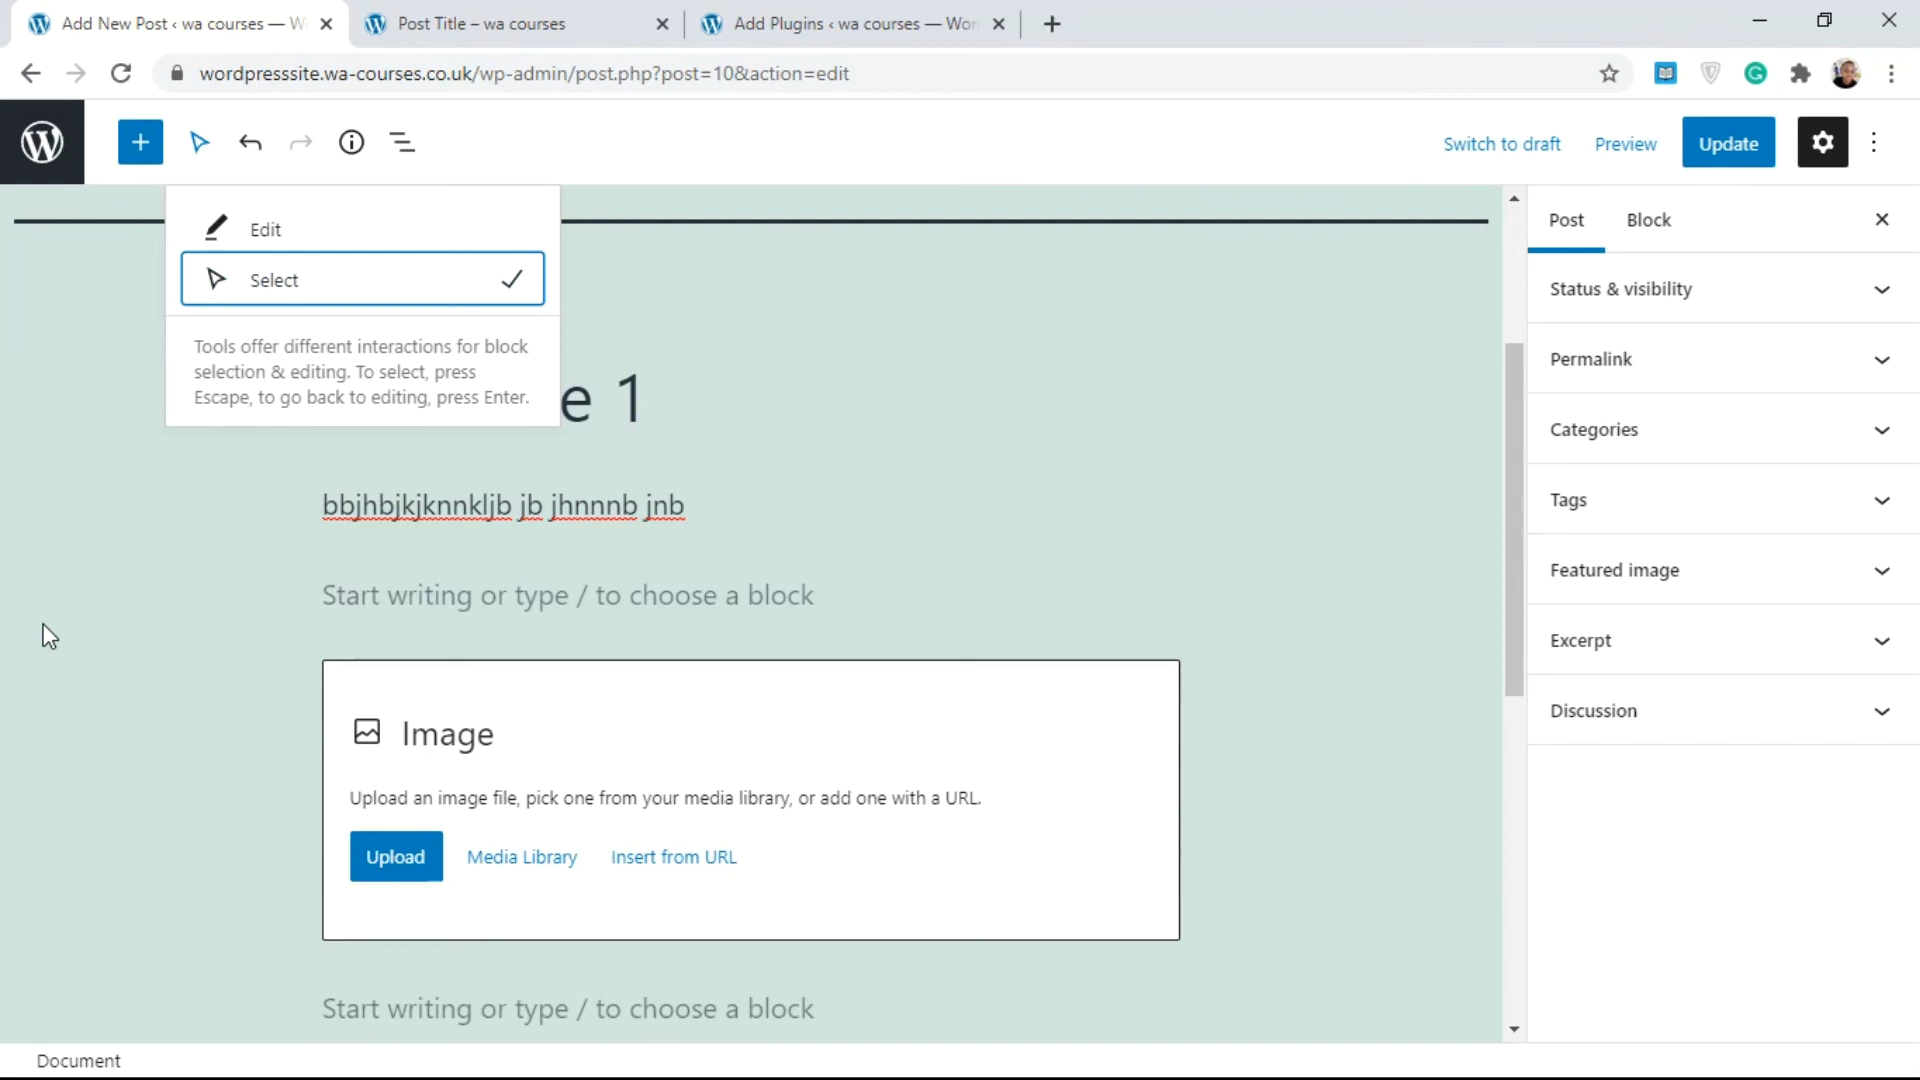 Add New Post ‹ wa courses — W
Post Title – wa courses
Add Plugins ‹ wa courses — Wor
wordpresssite.wa-courses.co.uk/wp-admin/post.php?post=10&action=edit
Switch to draft
Preview
Update
Edit
Select
Tools offer different interactions for block
selection & editing. To select, press
Escape, to go back to editing, press Enter.
e 1
bbjhbjkjknnkljb jb jhnnnb jnb
Start writing or type / to choose a block
Image
Upload an image file, pick one from your media library, or add one with a URL.
Upload
Media Library
Insert from URL
Start writing or type / to choose a block
Post
Block
Status & visibility
Permalink
Categories
Tags
Featured image
Excerpt
Discussion
Document